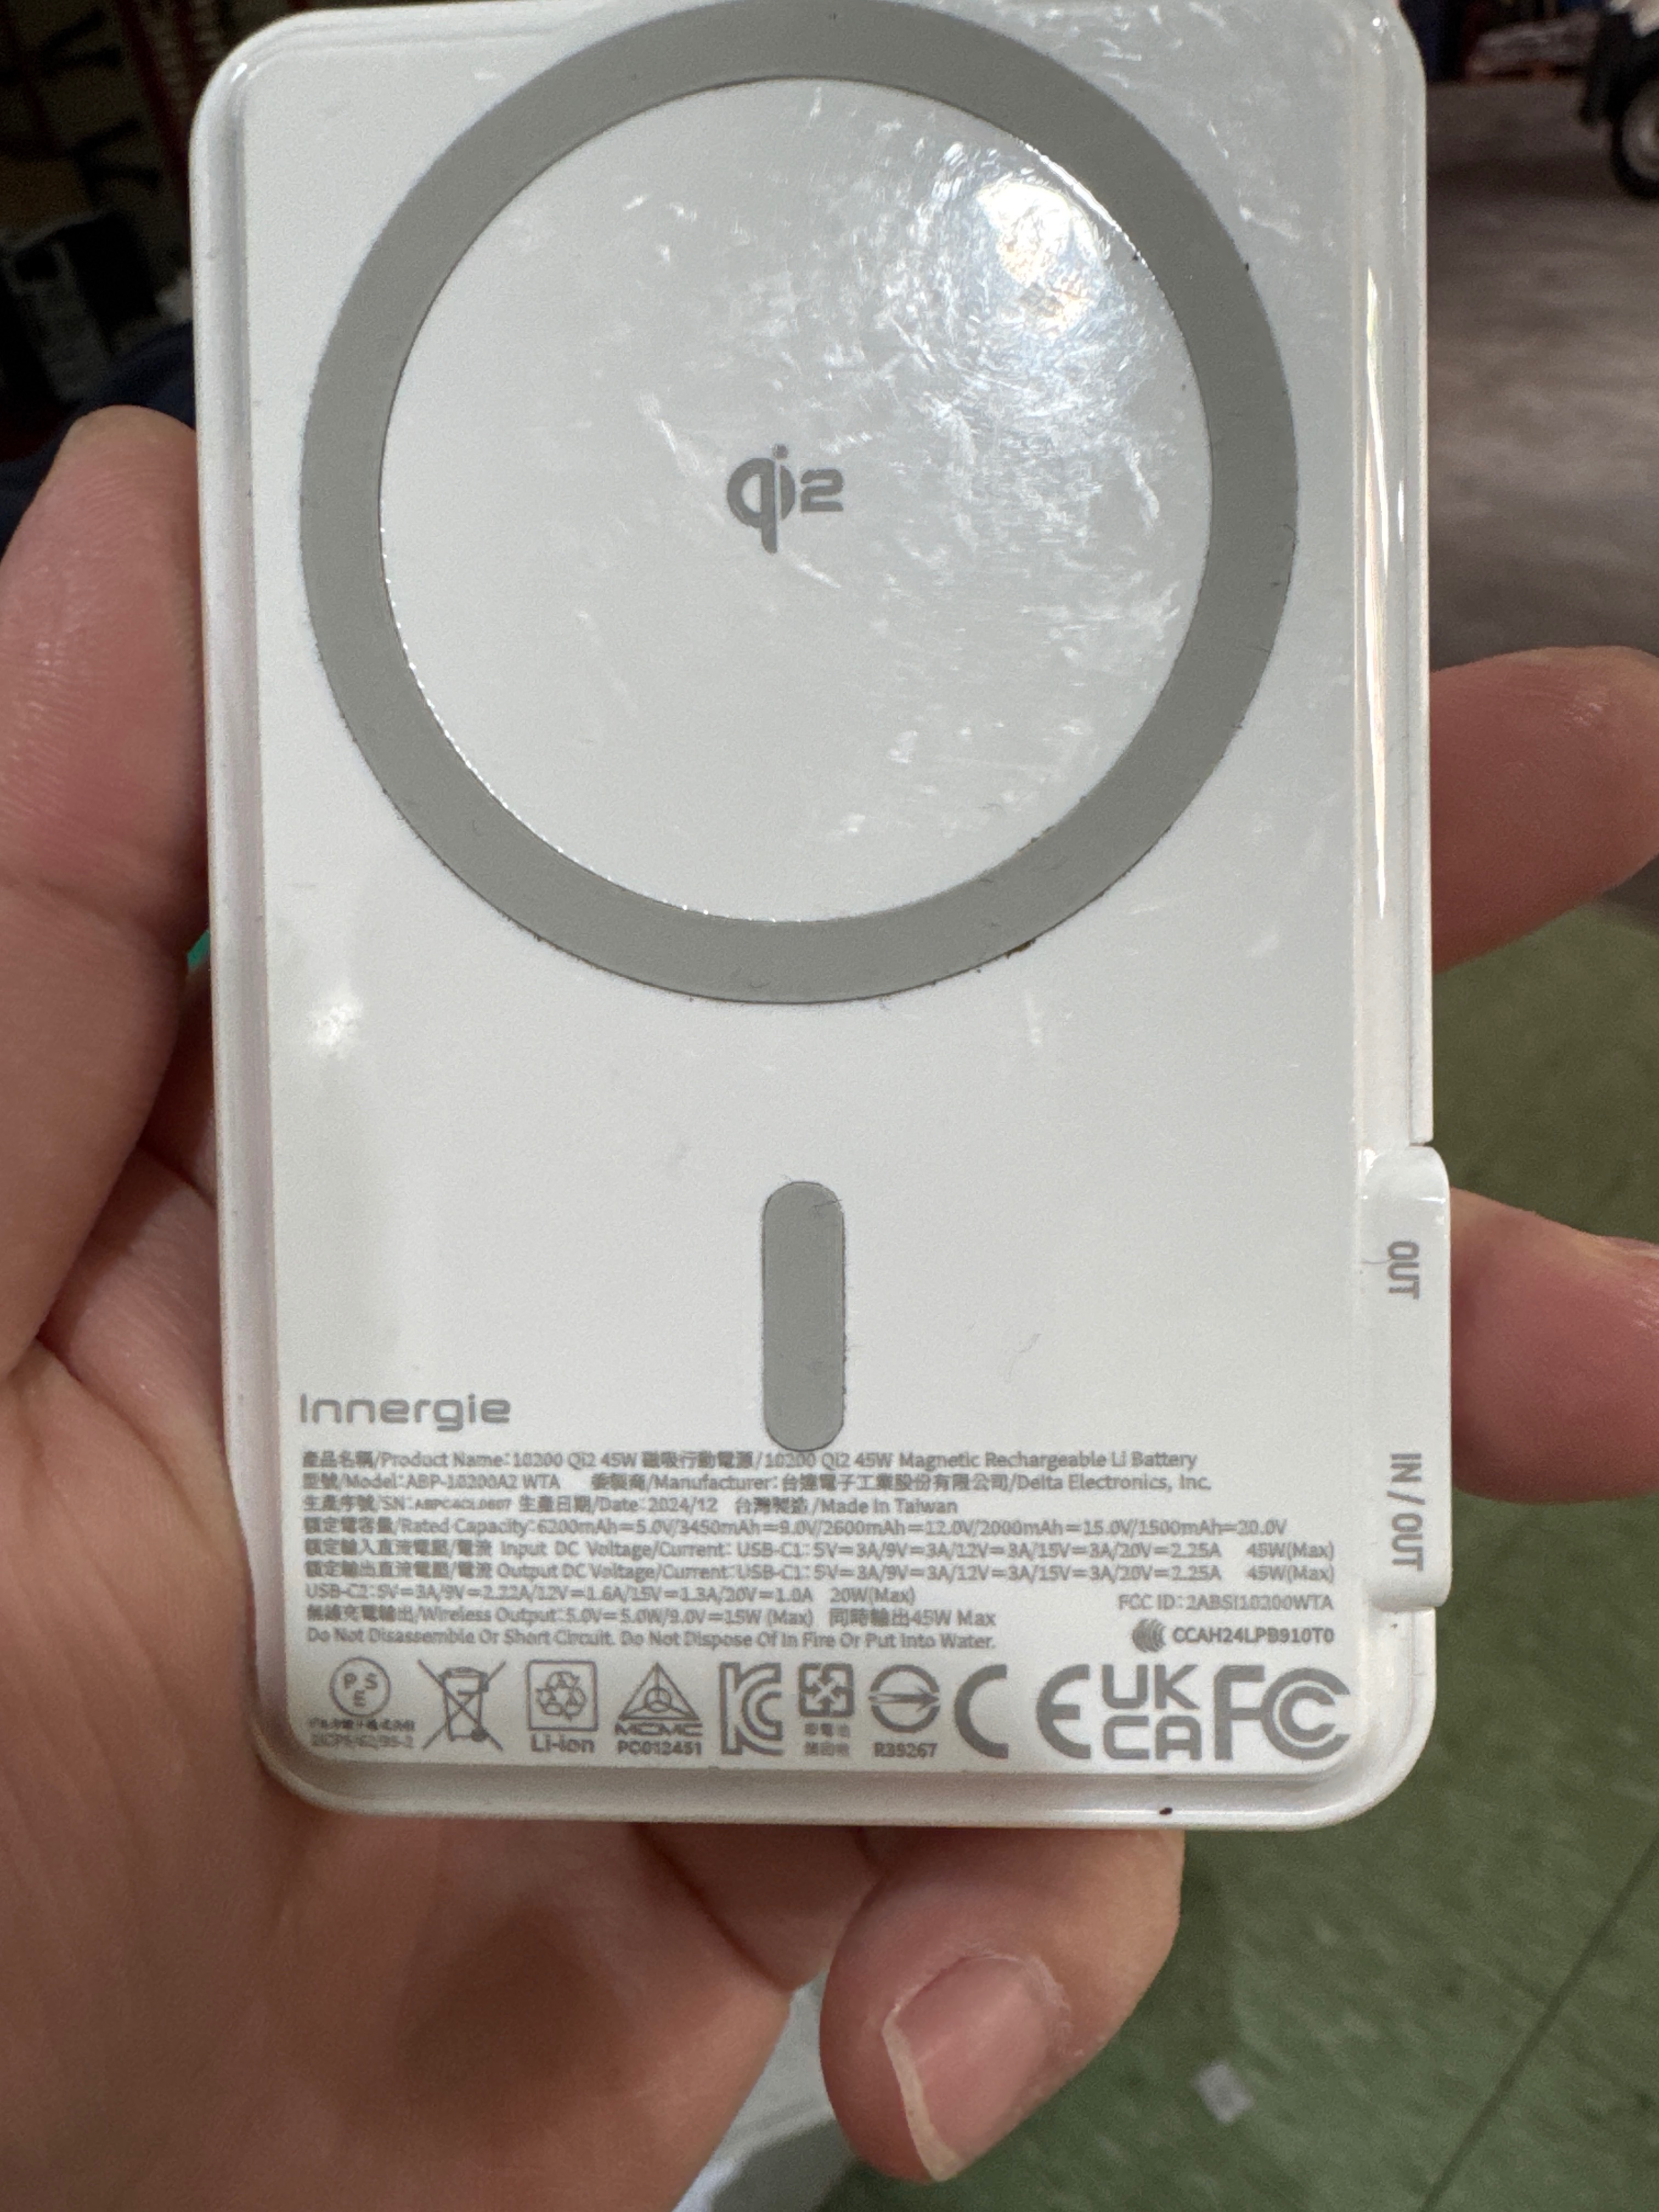 Qi2
OUT
IN / OUT
Innergie
產品名稱/Product Name:10200 Qi2 45W 磁吸行動電源/10200 Qi2 45W Magnetic Rechargeable Li Battery
型號/Model:ABP-10200A2 WTA 委製商/Manufacturer:台達電子工業股份有限公司/Delta Electronics, Inc.
生產序號/SN: 生產日期/Date:2024/12 台灣製造/Made in Taiwan
額定電容量/Rated Capacity:6200mAh⎓5.0V/3450mAh⎓9.0V/2600mAh⎓12.0V/2000mAh⎓15.0V/1500mAh⎓20.0V
額定輸入直流電壓/電流 Input DC Voltage/Current: USB-C1: 5V⎓3A/9V⎓3A/12V⎓3A/15V⎓3A/20V⎓2.25A 45W(Max)
額定輸出直流電壓/電流 Output DC Voltage/Current: USB-C1: 5V⎓3A/9V⎓3A/12V⎓3A/15V⎓3A/20V⎓2.25A 45W(Max)
USB-C2: 5V⎓3A/9V⎓2.22A/12V⎓1.6A/15V⎓1.3A/20V⎓1.0A 20W(Max)
FCC ID: 2ABSI10200WTA
無線充電輸出/Wireless Output:5.0V⎓5.0W/9.0V⎓15W (Max) 同時輸出45W Max
Do Not Disassemble Or Short Circuit. Do Not Dispose Of In Fire Or Put Into Water.
CCAH24LPB910T0
PSE
Li-ion
MCMC
PC012451
KC
廢電池
請回收
R39267
CE
UK
CA
FC